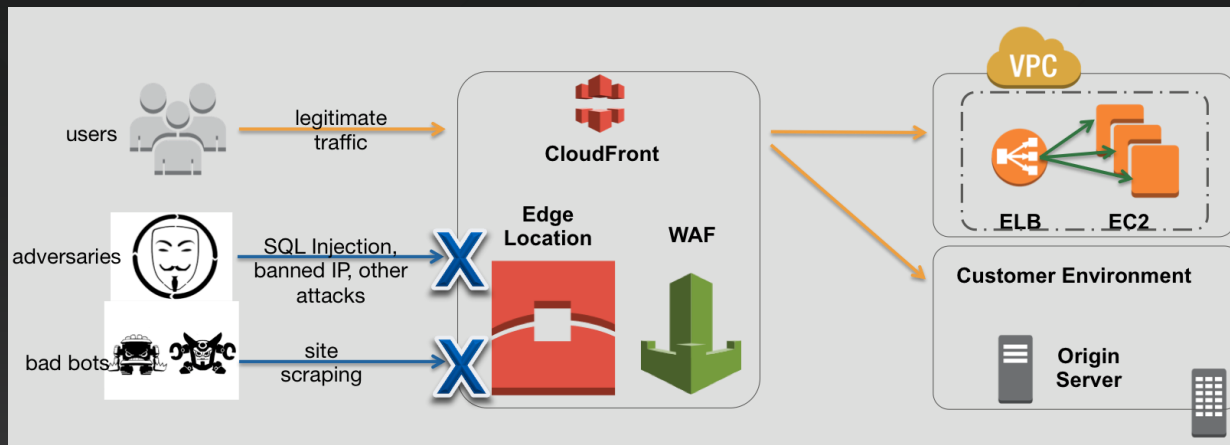 users
legitimate
traffic
adversaries
SQL Injection,
banned IP, other
attacks
bad bots
site
scraping
CloudFront
Edge
Location
WAF
VPC
ELB
EC2
Customer Environment
Origin
Server